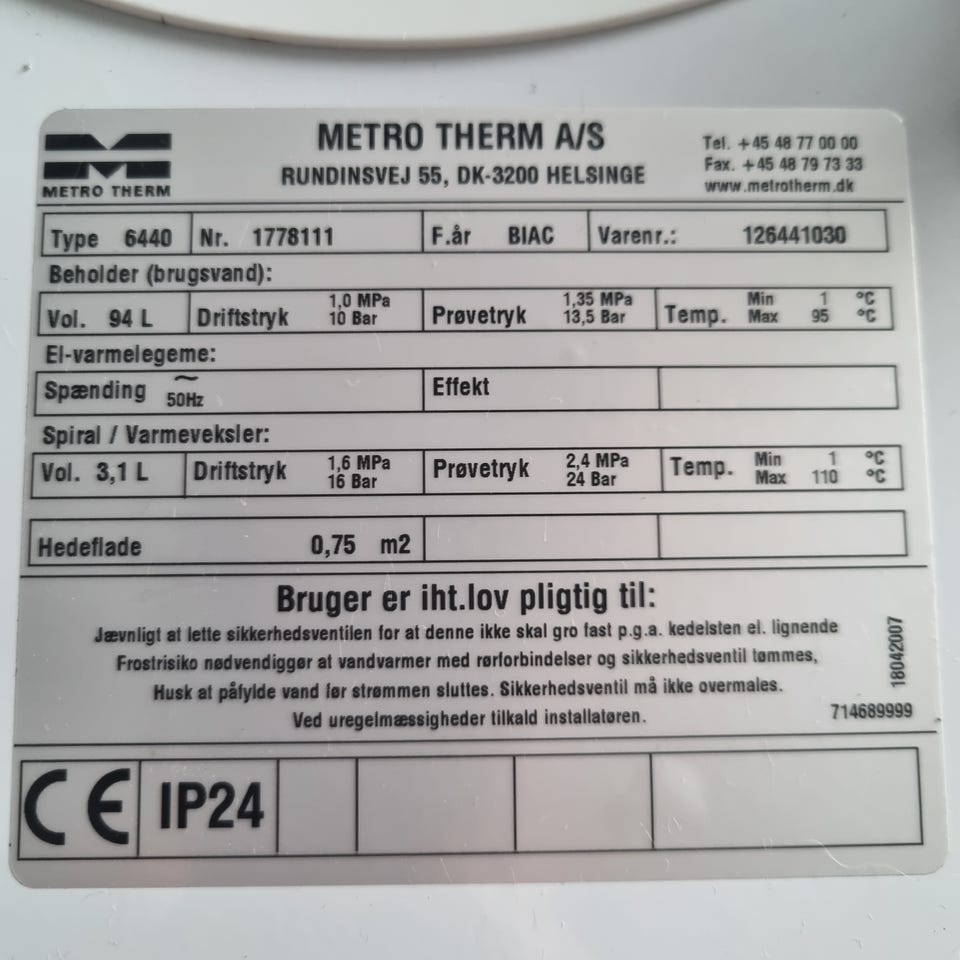 METRO THERM
METRO THERM A/S
RUNDINSVEJ 55, DK-3200 HELSINGE
Tel. +45 48 77 00 00
Fax. +45 48 79 73 33
www.metrotherm.dk
Type 6440 Nr. 1778111 F.år BIAC Varenr.: 126441030
Beholder (brugsvand):
Vol. 94 L Driftstryk 1,0 MPa 10 Bar Prøvetryk 1,35 MPa 13,5 Bar Temp. Min 1 °C Max 95 °C
El-varmelegeme:
Spænding ~ 50Hz Effekt
Spiral / Varmeveksler:
Vol. 3,1 L Driftstryk 1,6 MPa 16 Bar Prøvetryk 2,4 MPa 24 Bar Temp. Min 1 °C Max 110 °C
Hedeflade 0,75 m2
Bruger er iht.lov pligtig til:
Jævnligt at lette sikkerhedsventilen for at denne ikke skal gro fast p.g.a. kedelsten el. lignende
Frostrisiko nødvendiggør at vandvarmer med rørforbindelser og sikkerhedsventil tømmes,
Husk at påfylde vand før strømmen sluttes. Sikkerhedsventil må ikke overmales.
Ved uregelmæssigheder tilkald installatøren.
18042007
714689999
CE IP24